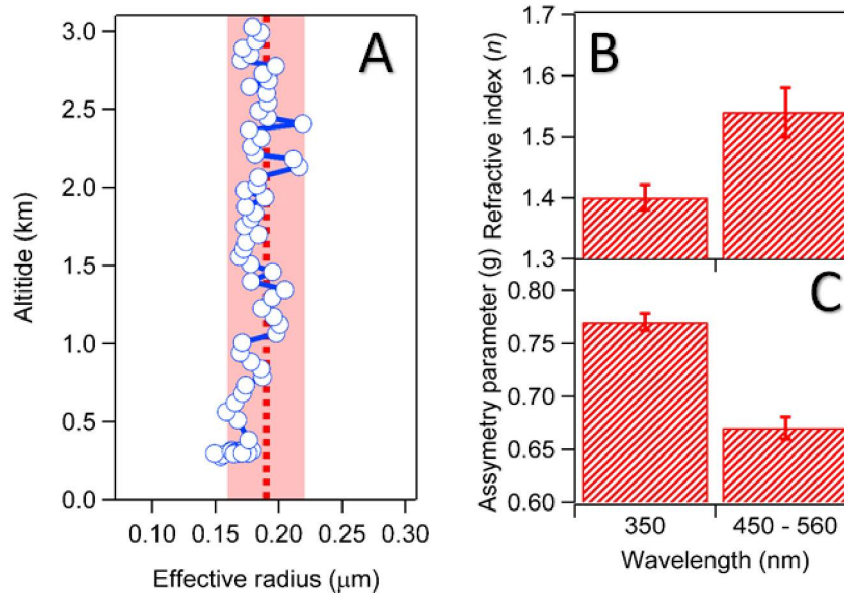 A
3.0
2.5
2.0
1.5
1.0
0.5
0.0
Altitide (km)
0.10 0.15 0.20 0.25 0.30
Effective radius (μm)
B
1.7
1.6
1.5
1.4
1.3
Refractive index (n)
C
0.80
0.75
0.70
0.65
0.60
Assymetry parameter (g)
350 450 - 560
Wavelength (nm)